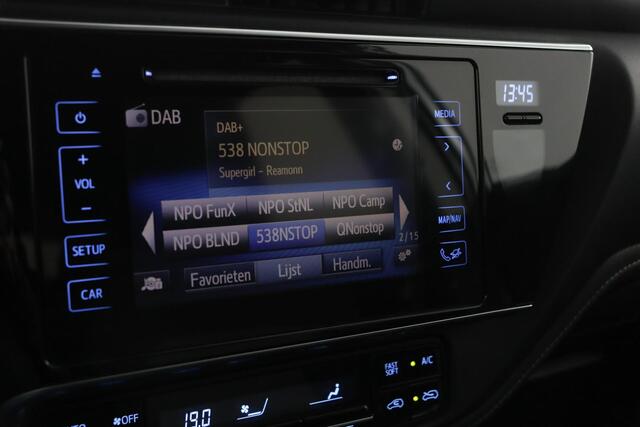 13:45
DAB
DAB+
538 NONSTOP
Supergirl - Reamonn
NPO FunX NPO StNL NPO Camp
NPO BLND 538NSTOP QNonstop
2/15
Favorieten Lijst Handm.
+
VOL
-
SETUP
CAR
MEDIA
>
<
MAP/NAV
FAST
SOFT
A/C
OFF
19.0